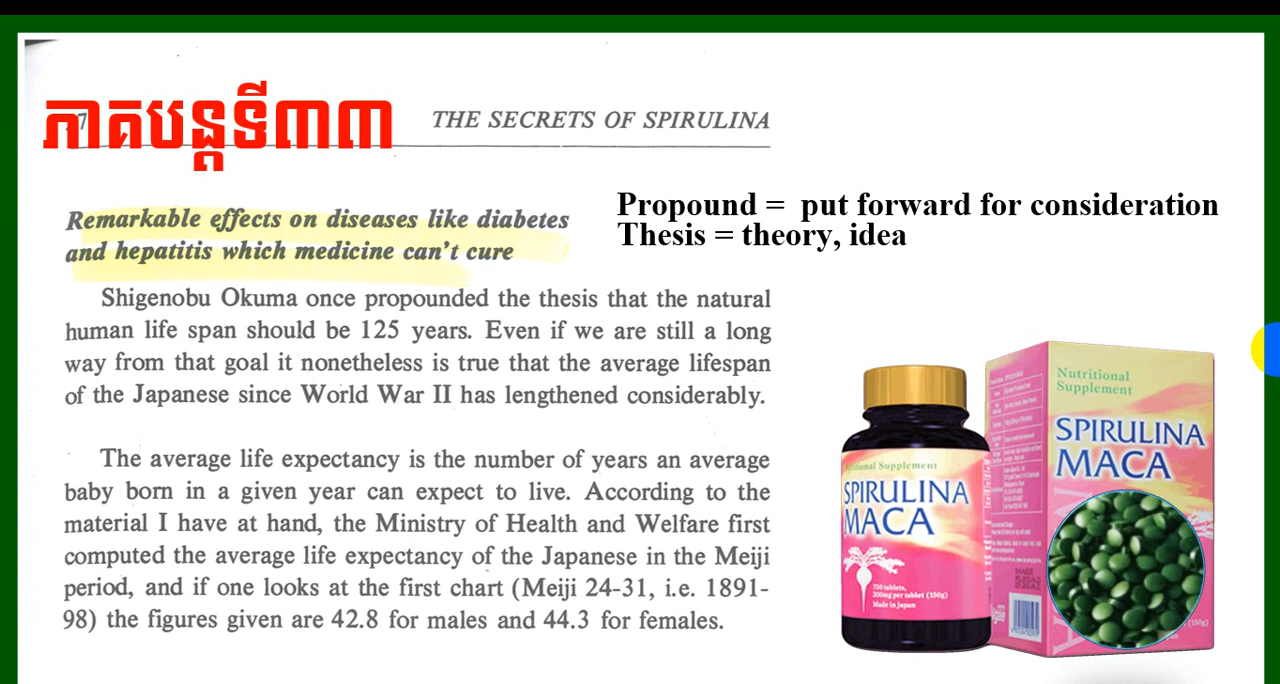 ភាគបន្តទី៣៣
THE SECRETS OF SPIRULINA
Remarkable effects on diseases like diabetes
and hepatitis which medicine can't cure
Propound = put forward for consideration
Thesis = theory, idea
Shigenobu Okuma once propounded the thesis that the natural
human life span should be 125 years. Even if we are still a long
way from that goal it nonetheless is true that the average lifespan
of the Japanese since World War II has lengthened considerably.
The average life expectancy is the number of years an average
baby born in a given year can expect to live. According to the
material I have at hand, the Ministry of Health and Welfare first
computed the average life expectancy of the Japanese in the Meiji
period, and if one looks at the first chart (Meiji 24-31, i.e. 1891-
98) the figures given are 42.8 for males and 44.3 for females.
Nutritional Supplement
SPIRULINA
MACA
750 tablets,
200mg per tablet (150g)
Made in Japan
Nutritional
Supplement
SPIRULINA
MACA
(150g)